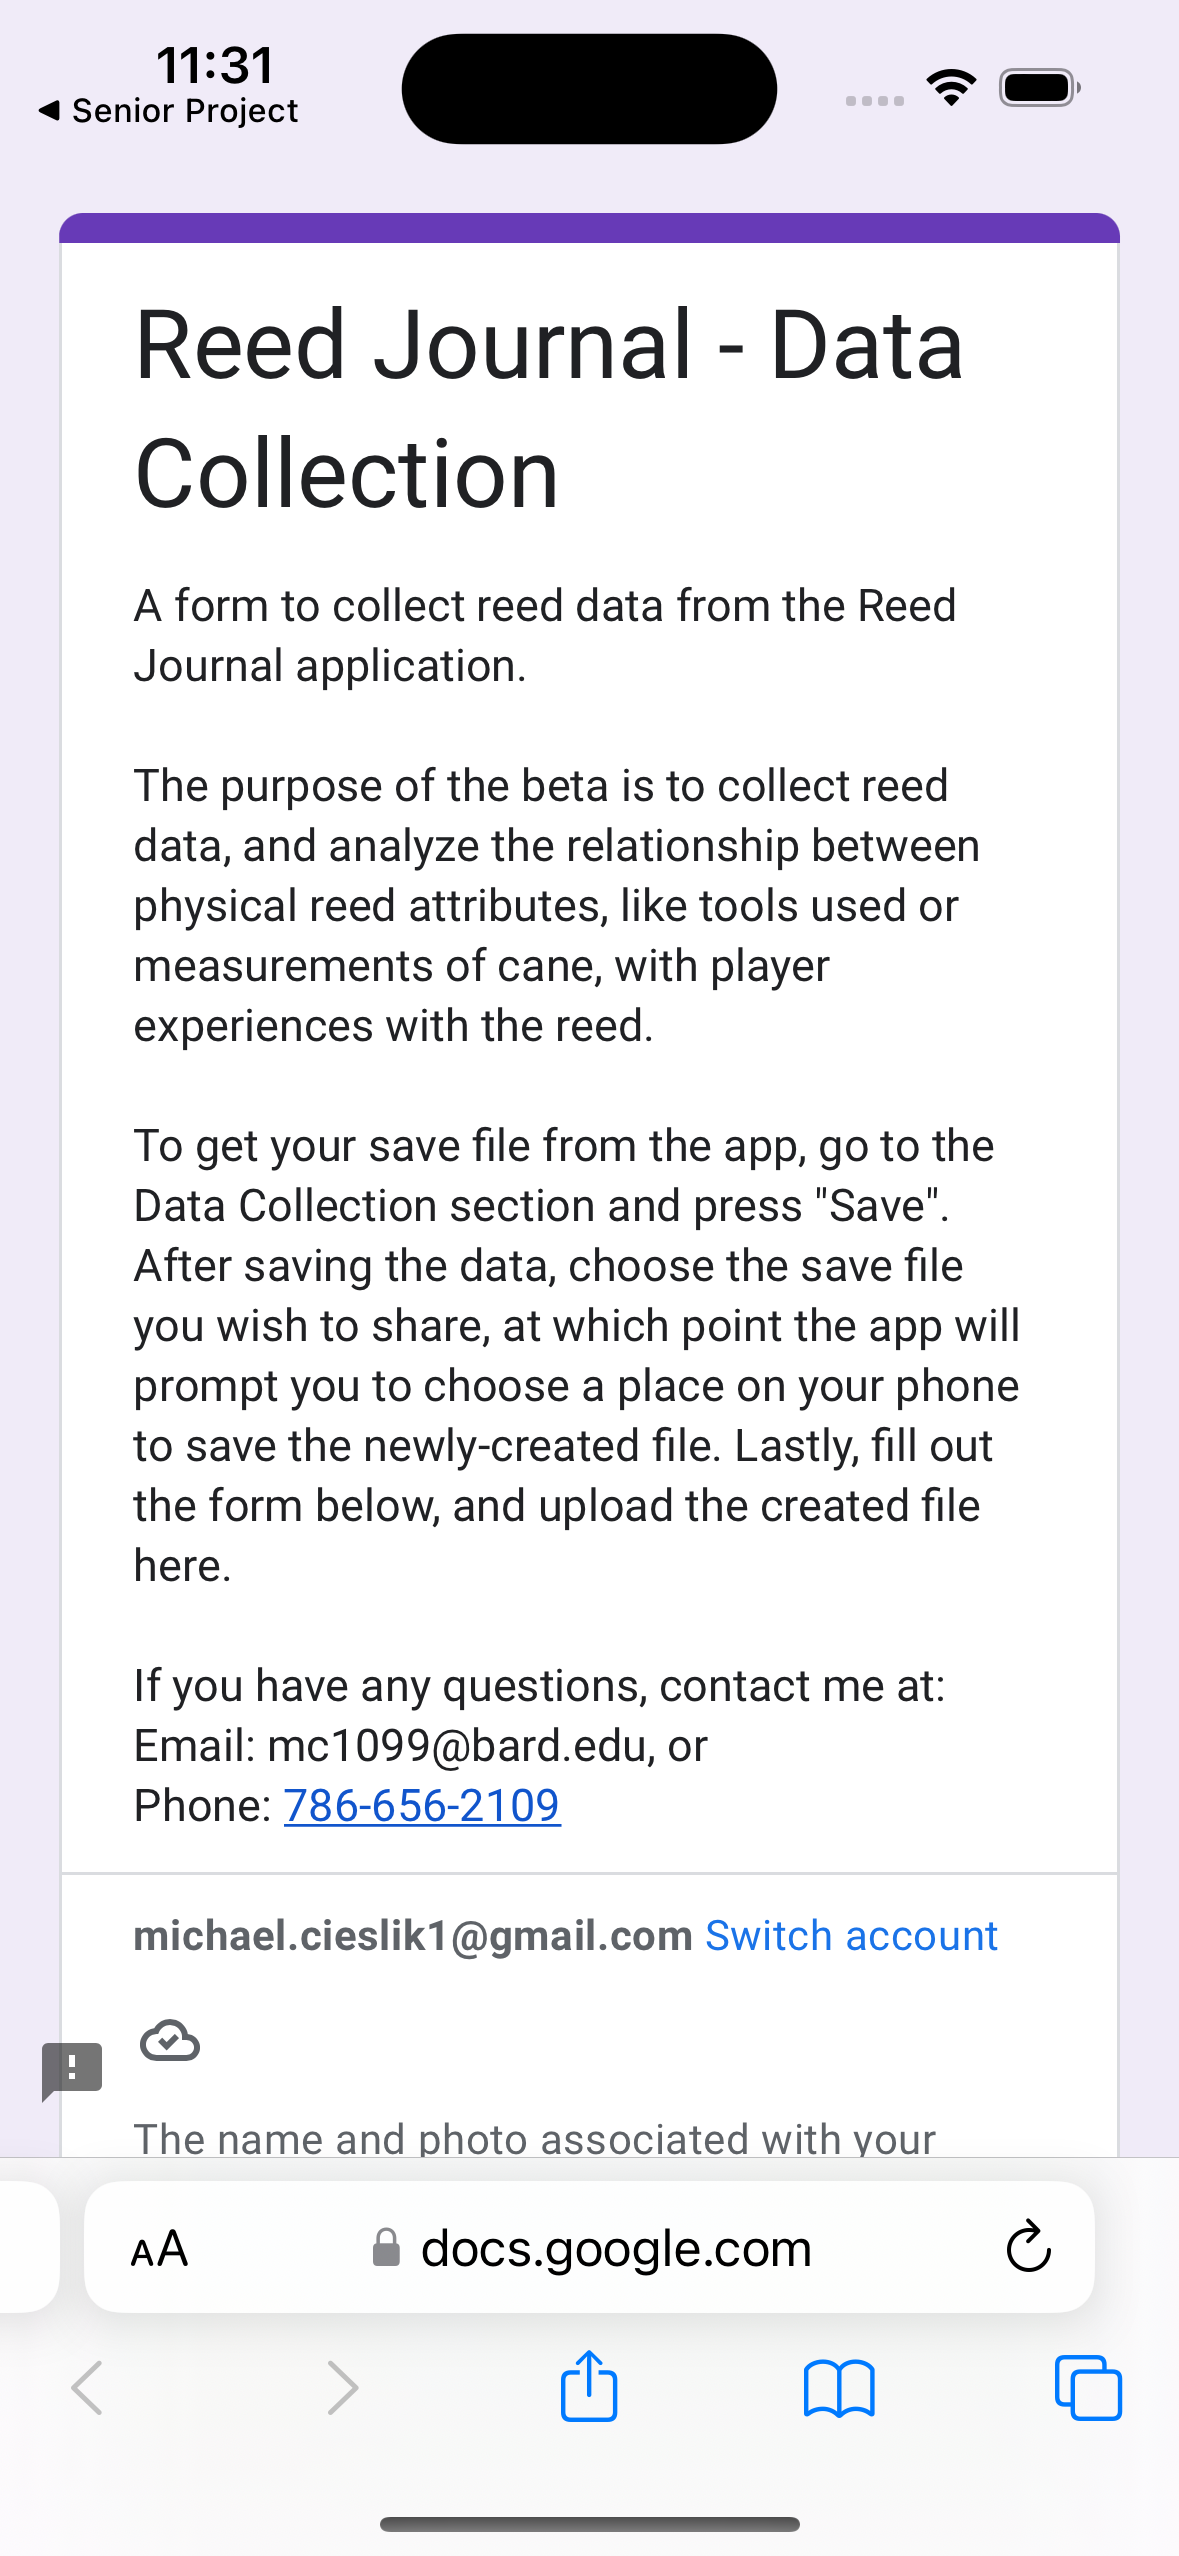 11:31
◀ Senior Project
Reed Journal - Data
Collection
A form to collect reed data from the Reed
Journal application.
The purpose of the beta is to collect reed
data, and analyze the relationship between
physical reed attributes, like tools used or
measurements of cane, with player
experiences with the reed.
To get your save file from the app, go to the
Data Collection section and press "Save".
After saving the data, choose the save file
you wish to share, at which point the app will
prompt you to choose a place on your phone
to save the newly-created file. Lastly, fill out
the form below, and upload the created file
here.
If you have any questions, contact me at:
Email: mc1099@bard.edu, or
Phone: 786-656-2109
michael.cieslik1@gmail.com Switch account
The name and photo associated with your
AA docs.google.com